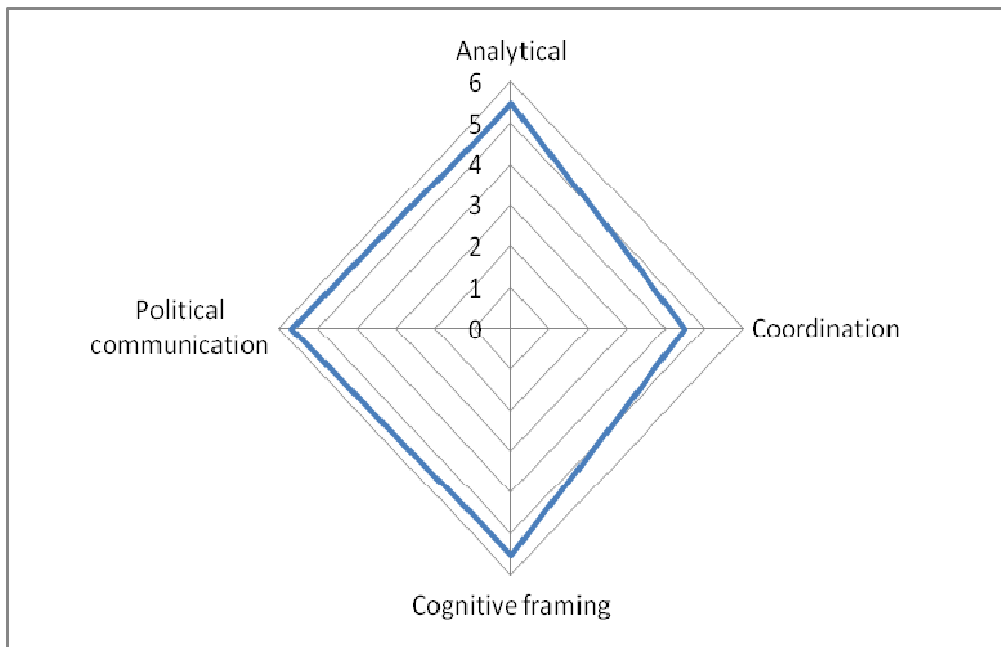 Analytical
6
5
4
3
2
1
0
Political
communication
Coordination
Cognitive framing